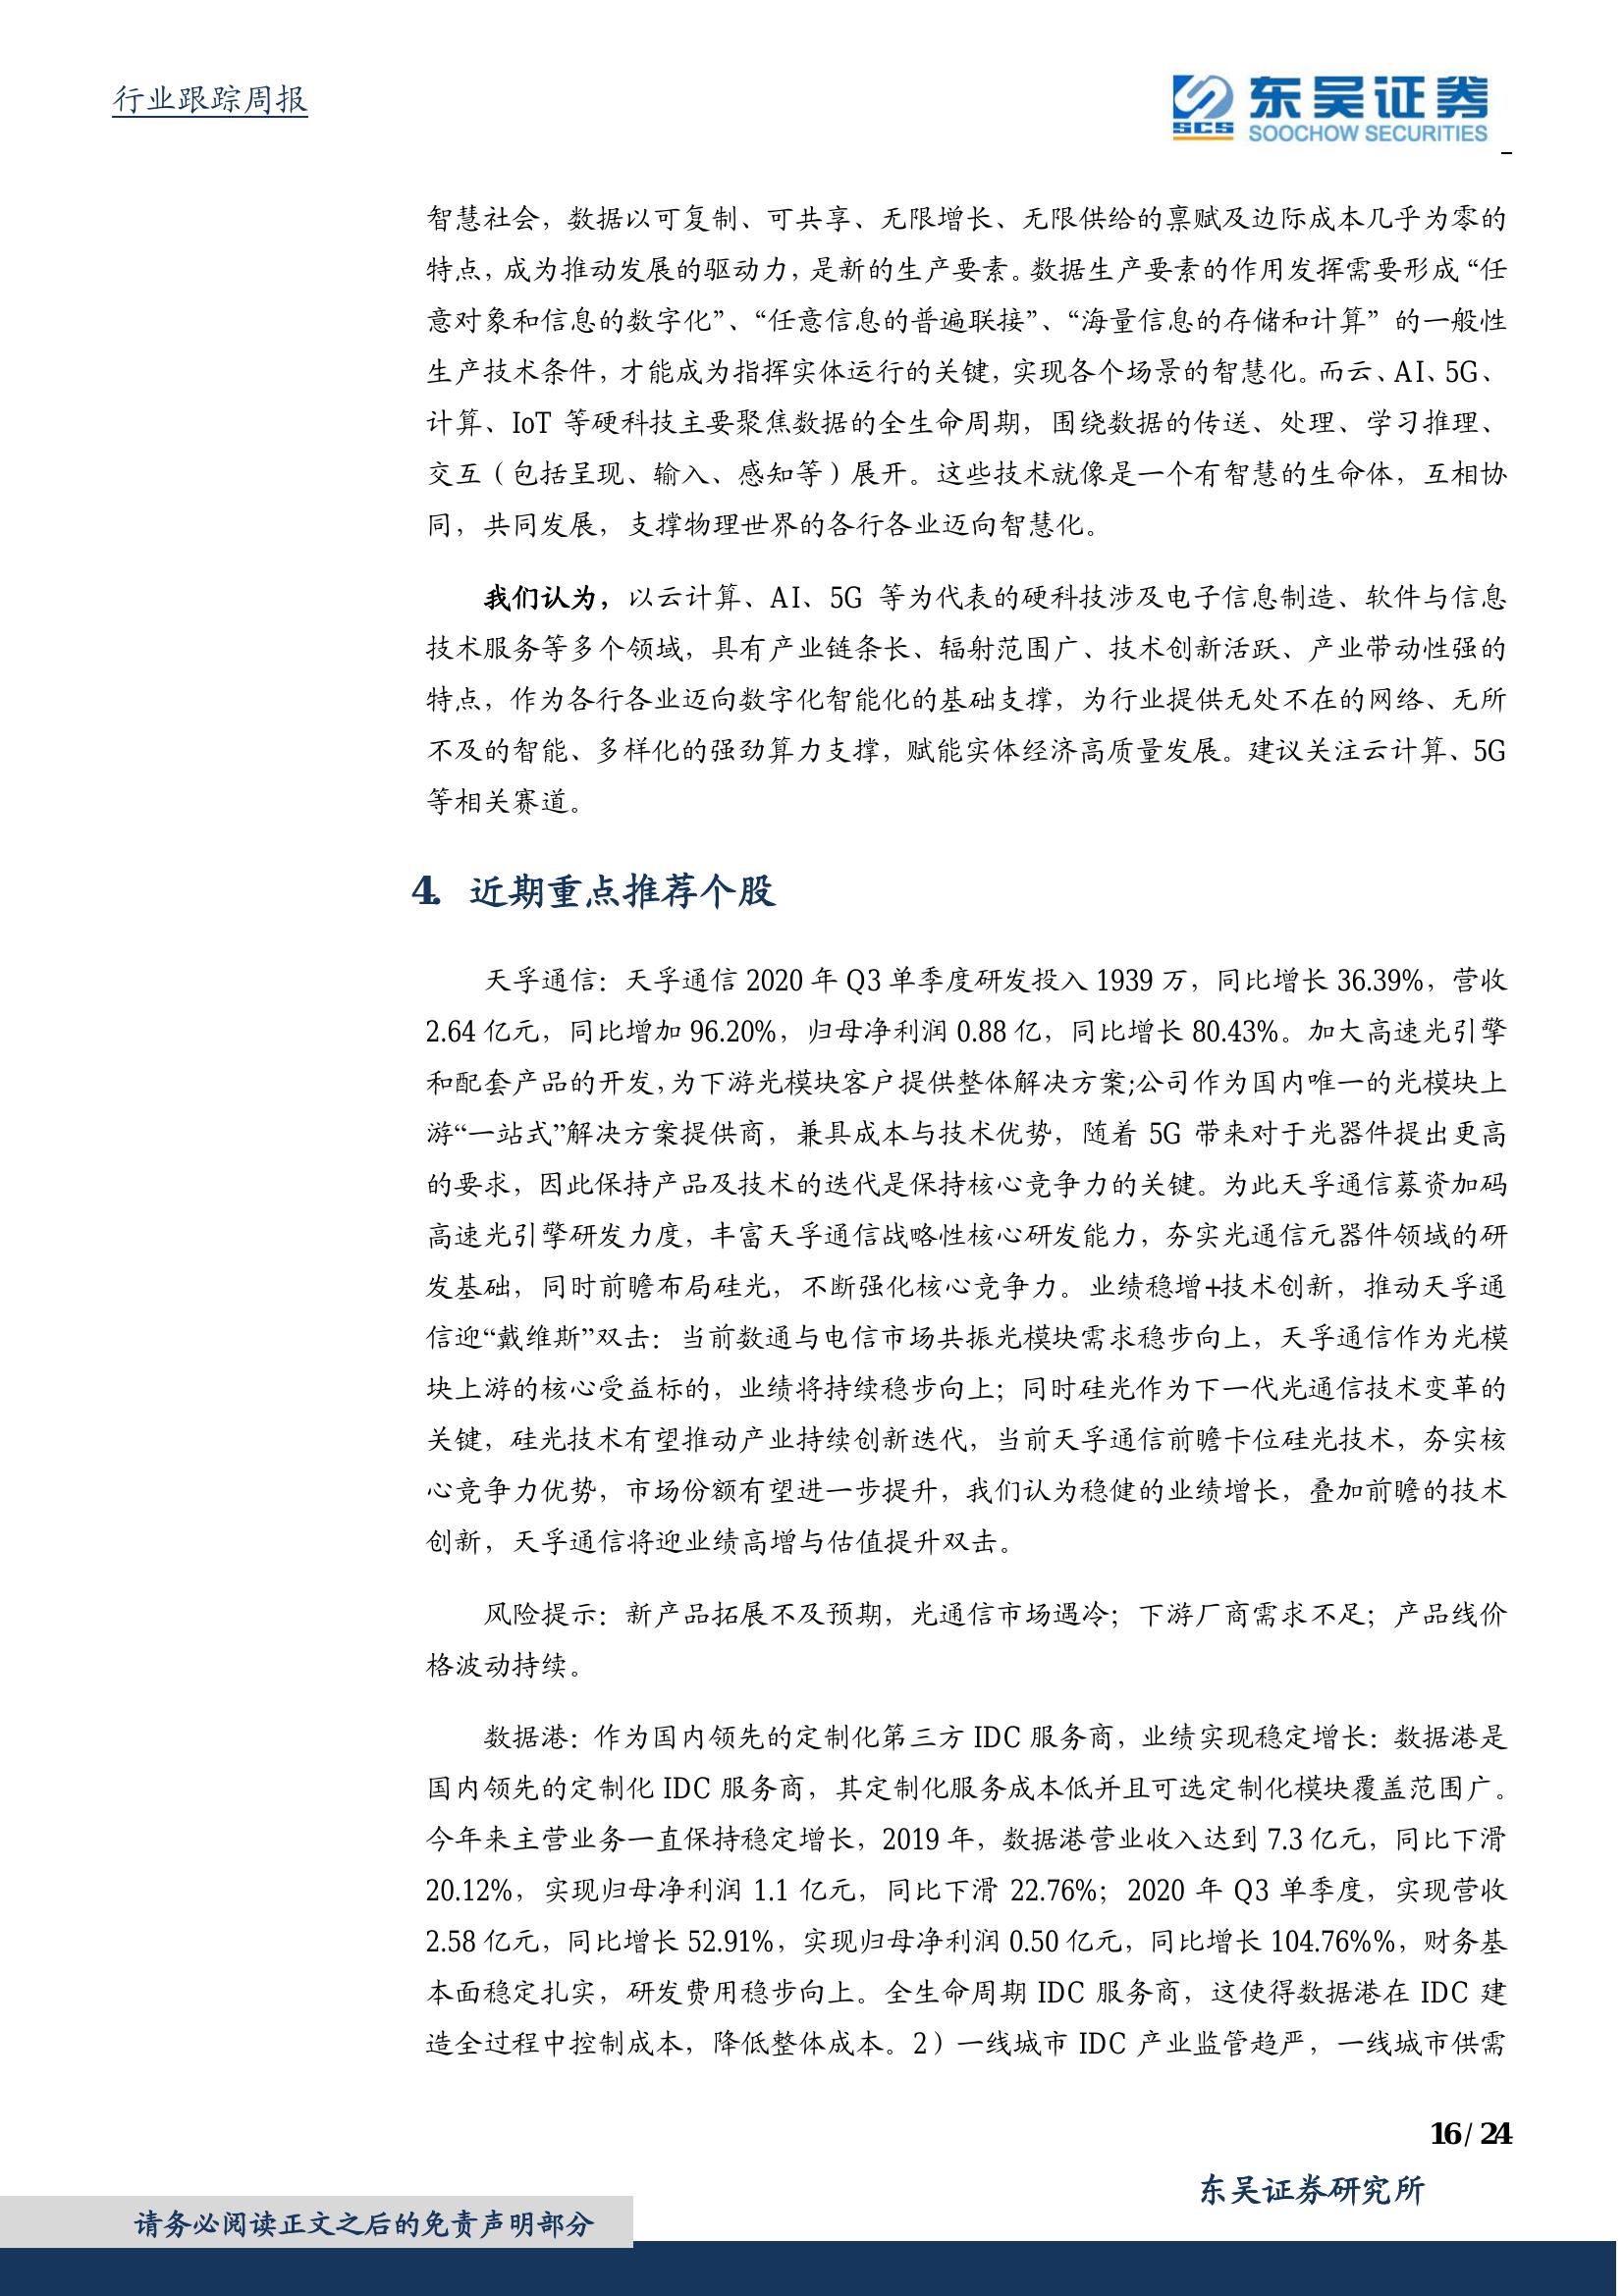 行业跟踪周报
SCS
东吴证券
SOOCHOW SECURITIES
智慧社会，数据以可复制、可共享、无限增长、无限供给的禀赋及边际成本几乎为零的
特点，成为推动发展的驱动力，是新的生产要素。数据生产要素的作用发挥需要形成“任
意对象和信息的数字化”、“任意信息的普遍联接”、“海量信息的存储和计算”的一般性
生产技术条件，才能成为指挥实体运行的关键，实现各个场景的智慧化。而云、AI、5G、
计算、IoT 等硬科技主要聚焦数据的全生命周期，围绕数据的传送、处理、学习推理、
交互（包括呈现、输入、感知等）展开。这些技术就像是一个有智慧的生命体，互相协
同，共同发展，支撑物理世界的各行各业迈向智慧化。
我们认为，以云计算、AI、5G 等为代表的硬科技涉及电子信息制造、软件与信息
技术服务等多个领域，具有产业链条长、辐射范围广、技术创新活跃、产业带动性强的
特点，作为各行各业迈向数字化智能化的基础支撑，为行业提供无处不在的网络、无所
不及的智能、多样化的强劲算力支撑，赋能实体经济高质量发展。建议关注云计算、5G
等相关赛道。
4. 近期重点推荐个股
天孚通信：天孚通信 2020 年 Q3 单季度研发投入 1939 万，同比增长 36.39%，营收
2.64 亿元，同比增加 96.20%，归母净利润 0.88 亿，同比增长 80.43%。加大高速光引擎
和配套产品的开发，为下游光模块客户提供整体解决方案;公司作为国内唯一的光模块上
游“一站式”解决方案提供商，兼具成本与技术优势，随着 5G 带来对于光器件提出更高
的要求，因此保持产品及技术的迭代是保持核心竞争力的关键。为此天孚通信募资加码
高速光引擎研发力度，丰富天孚通信战略性核心研发能力，夯实光通信元器件领域的研
发基础，同时前瞻布局硅光，不断强化核心竞争力。业绩稳增+技术创新，推动天孚通
信迎“戴维斯”双击：当前数通与电信市场共振光模块需求稳步向上，天孚通信作为光模
块上游的核心受益标的，业绩将持续稳步向上；同时硅光作为下一代光通信技术变革的
关键，硅光技术有望推动产业持续创新迭代，当前天孚通信前瞻卡位硅光技术，夯实核
心竞争力优势，市场份额有望进一步提升，我们认为稳健的业绩增长，叠加前瞻的技术
创新，天孚通信将迎业绩高增与估值提升双击。
风险提示：新产品拓展不及预期，光通信市场遇冷；下游厂商需求不足；产品线价
格波动持续。
数据港：作为国内领先的定制化第三方 IDC 服务商，业绩实现稳定增长：数据港是
国内领先的定制化 IDC 服务商，其定制化服务成本低并且可选定制化模块覆盖范围广。
今年来主营业务一直保持稳定增长，2019 年，数据港营业收入达到 7.3 亿元，同比下滑
20.12%，实现归母净利润 1.1 亿元，同比下滑 22.76%；2020 年 Q3 单季度，实现营收
2.58 亿元，同比增长 52.91%，实现归母净利润 0.50 亿元，同比增长 104.76%%，财务基
本面稳定扎实，研发费用稳步向上。全生命周期 IDC 服务商，这使得数据港在 IDC 建
造全过程中控制成本，降低整体成本。2）一线城市 IDC 产业监管趋严，一线城市供需
16 / 24
东吴证券研究所
请务必阅读正文之后的免责声明部分